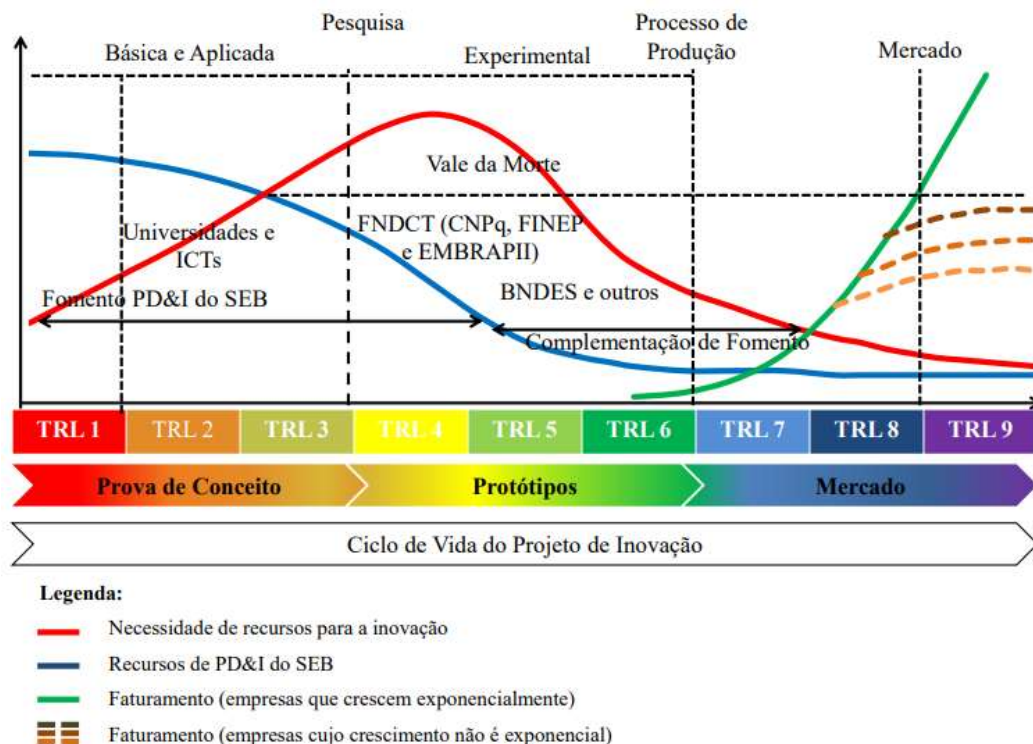 Pesquisa
Processo de
Produção
Básica e Aplicada
Experimental
Mercado
Vale da Morte
Universidades e
ICTs
FNDCT (CNPq, FINEP
e EMBRAPII)
Fomento PD&I do SEB
BNDES e outros
Complementação de Fomento
TRL 1 TRL 2 TRL 3 TRL 4 TRL 5 TRL 6 TRL 7 TRL 8 TRL 9
Prova de Conceito Protótipos Mercado
Ciclo de Vida do Projeto de Inovação
Legenda:
Necessidade de recursos para a inovação
Recursos de PD&I do SEB
Faturamento (empresas que crescem exponencialmente)
Faturamento (empresas cujo crescimento não é exponencial)